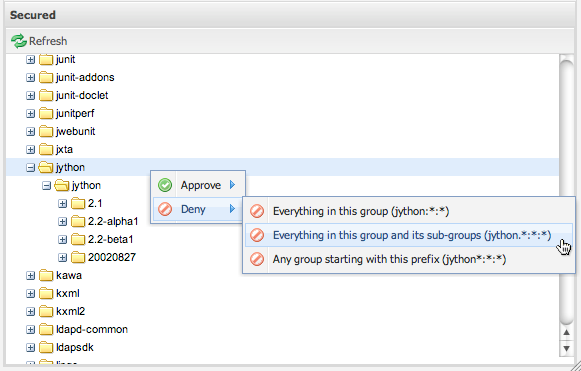 Secured
Refresh
junit
junit-addons
junit-doclet
junitperf
jwebunit
jxta
jython
jython
2.1
2.2-alpha1
2.2-beta1
20020827
kawa
kxml
kxml2
ldapd-common
ldapsdk
Approve
Deny
Everything in this group (jython:*:*)
Everything in this group and its sub-groups (jython.*:*:*)
Any group starting with this prefix (jython*:*:*)